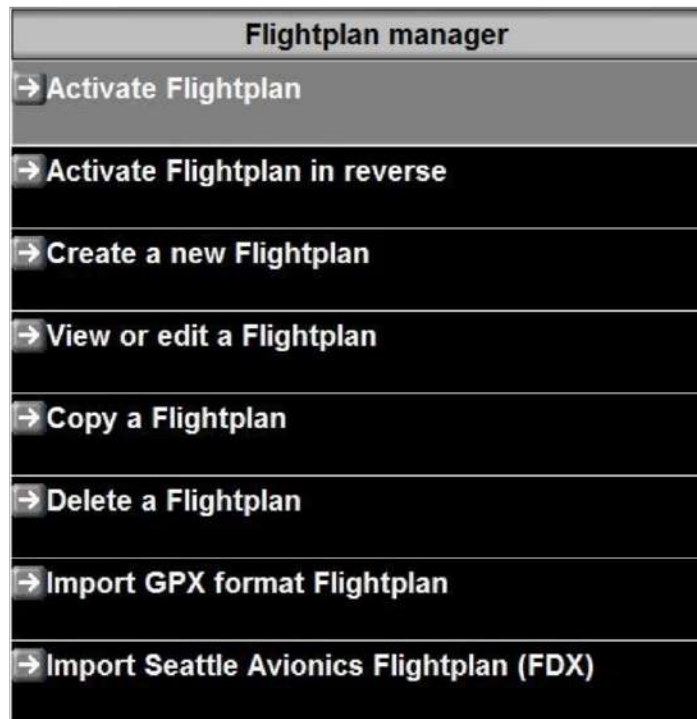 Flightplan manager
Activate Flightplan
Activate Flightplan in reverse
Create a new Flightplan
View or edit a Flightplan
Copy a Flightplan
Delete a Flightplan
Import GPX format Flightplan
Import Seattle Avionics Flightplan (FDX)